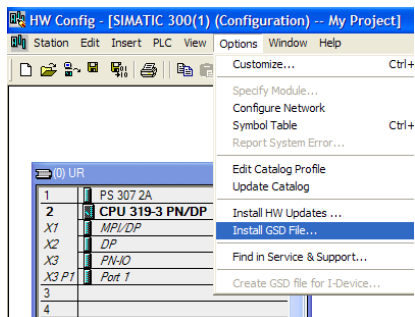 HW Config - [SIMATIC 300(1) (Configuration) -- My Project]
Station Edit Insert PLC View Options Window Help
Customize... Ctrl+
Specify Module...
Configure Network
Symbol Table Ctrl+
Report System Error...
Edit Catalog Profile
Update Catalog
Install HW Updates ...
Install GSD File...
Find in Service & Support...
Create GSD file for I-Device...
(0) UR
1 PS 307 2A
2 CPU 319-3 PN/DP
X1 MPI/DP
X2 DP
X3 PN-IO
X3 P1 Port 1
3
4